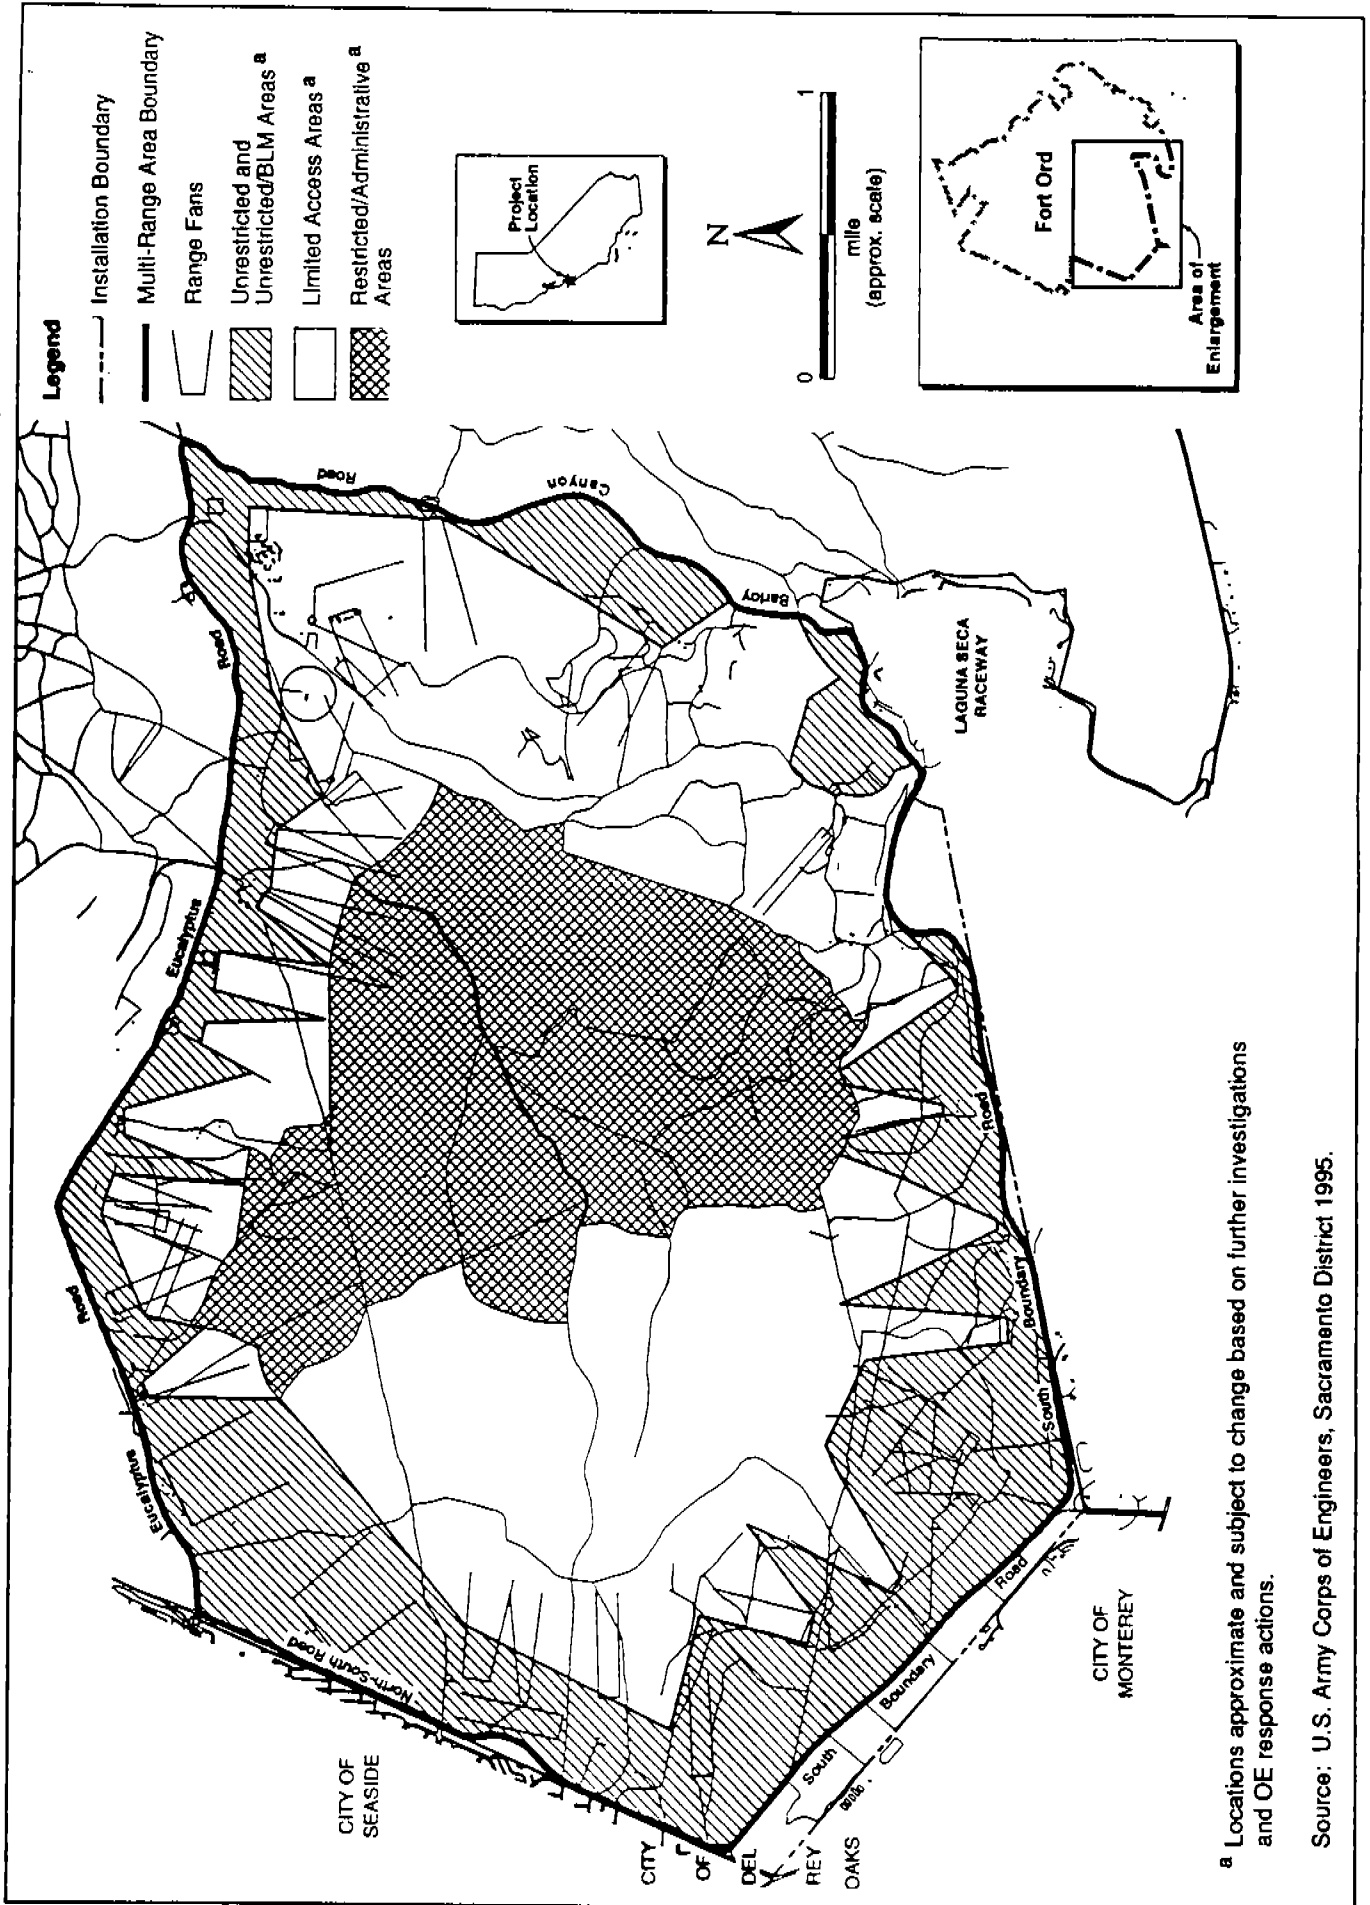 Legend
Installation Boundary
Multi-Range Area Boundary
Range Fans
Unrestricted and
Unrestricted/BLM Areas a
Limited Access Areas a
Restricted/Administrative a
Areas
Project
Location
N
0
1
mile
(approx. scale)
Fort Ord
Area of
Enlargement
Eucalyptus
Road
Eucalyptus
Road
Barloy
Canyon
Road
North-South Road
CITY OF
SEASIDE
CITY
OF
DEL
REY
OAKS
South
Boundary
Road
CITY OF
MONTEREY
South
Boundary
Road
LAGUNA SECA
RACEWAY
a Locations approximate and subject to change based on further investigations
and OE response actions.
Source: U.S. Army Corps of Engineers, Sacramento District 1995.